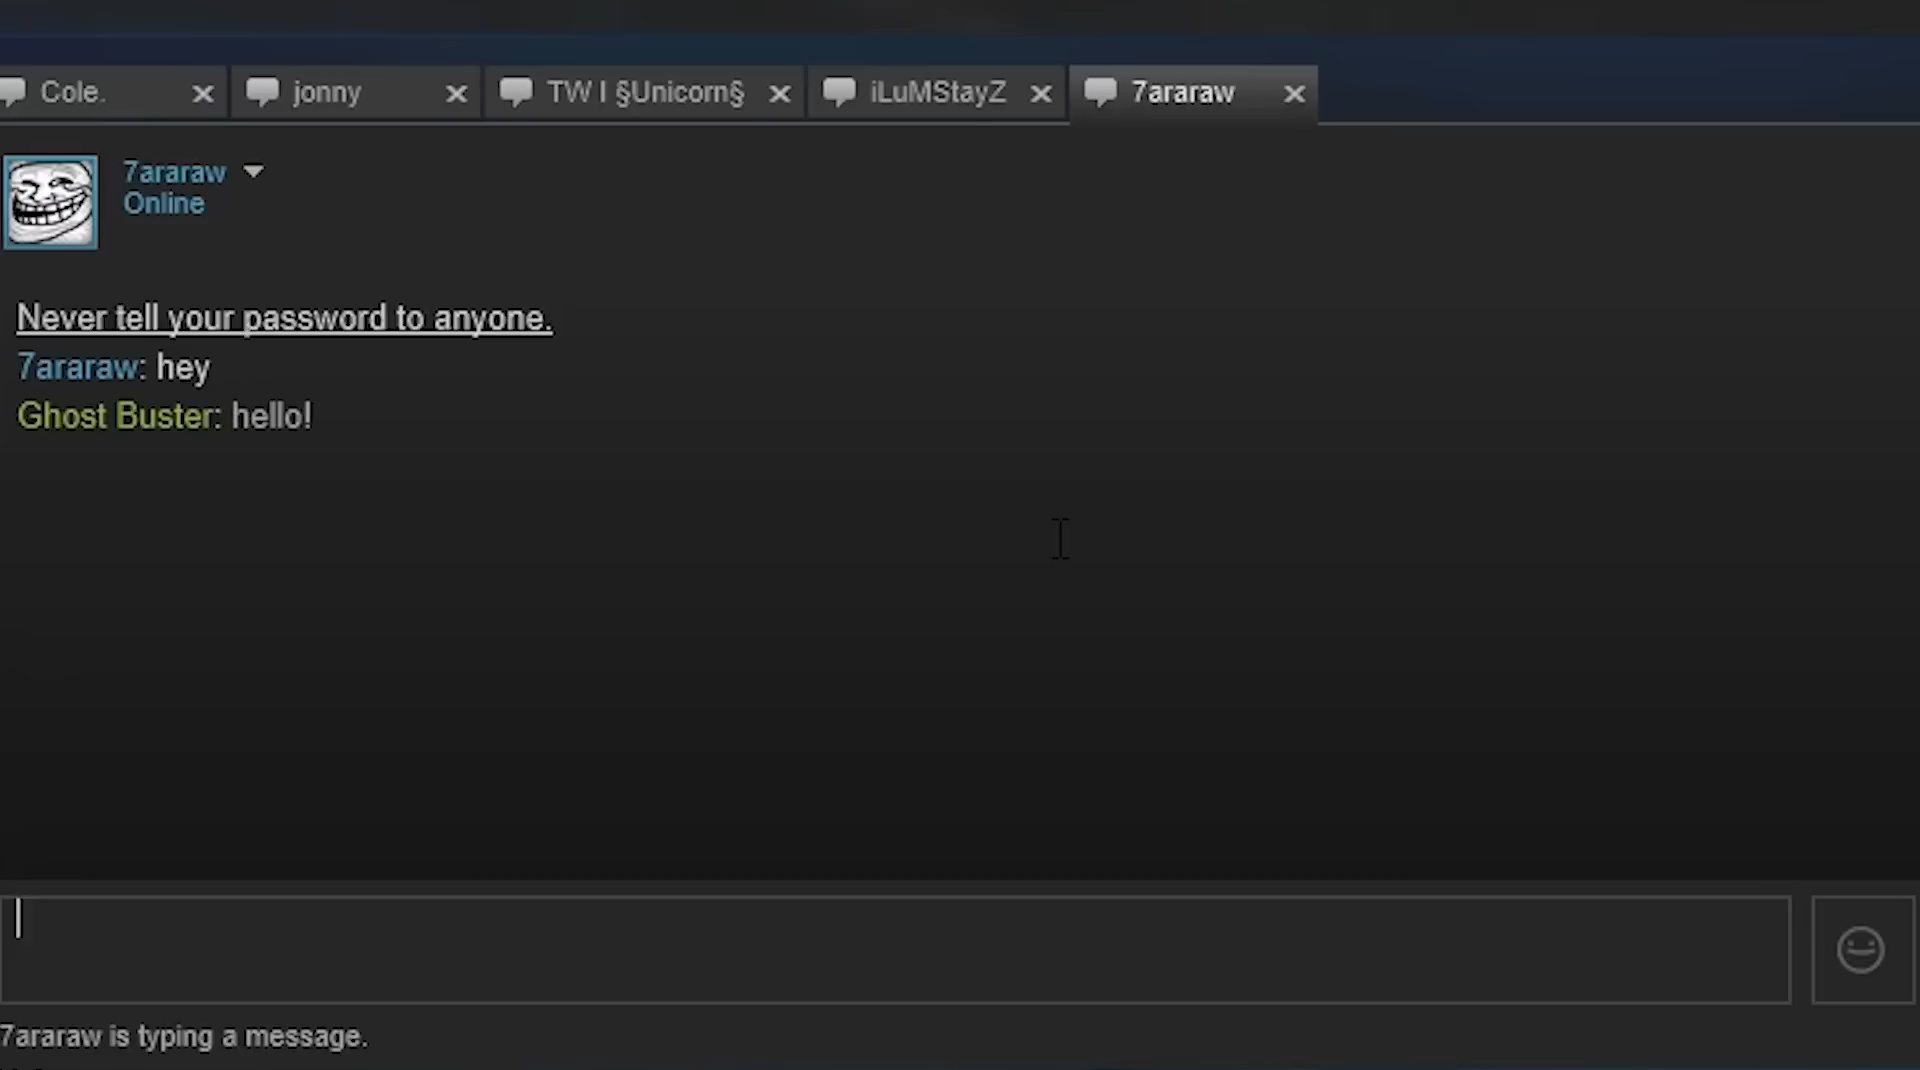 Cole.
jonny
TW I §Unicorn§
iLuMStayZ
7araraw
7araraw
Online
Never tell your password to anyone.
7araraw: hey
Ghost Buster: hello!
7araraw is typing a message.